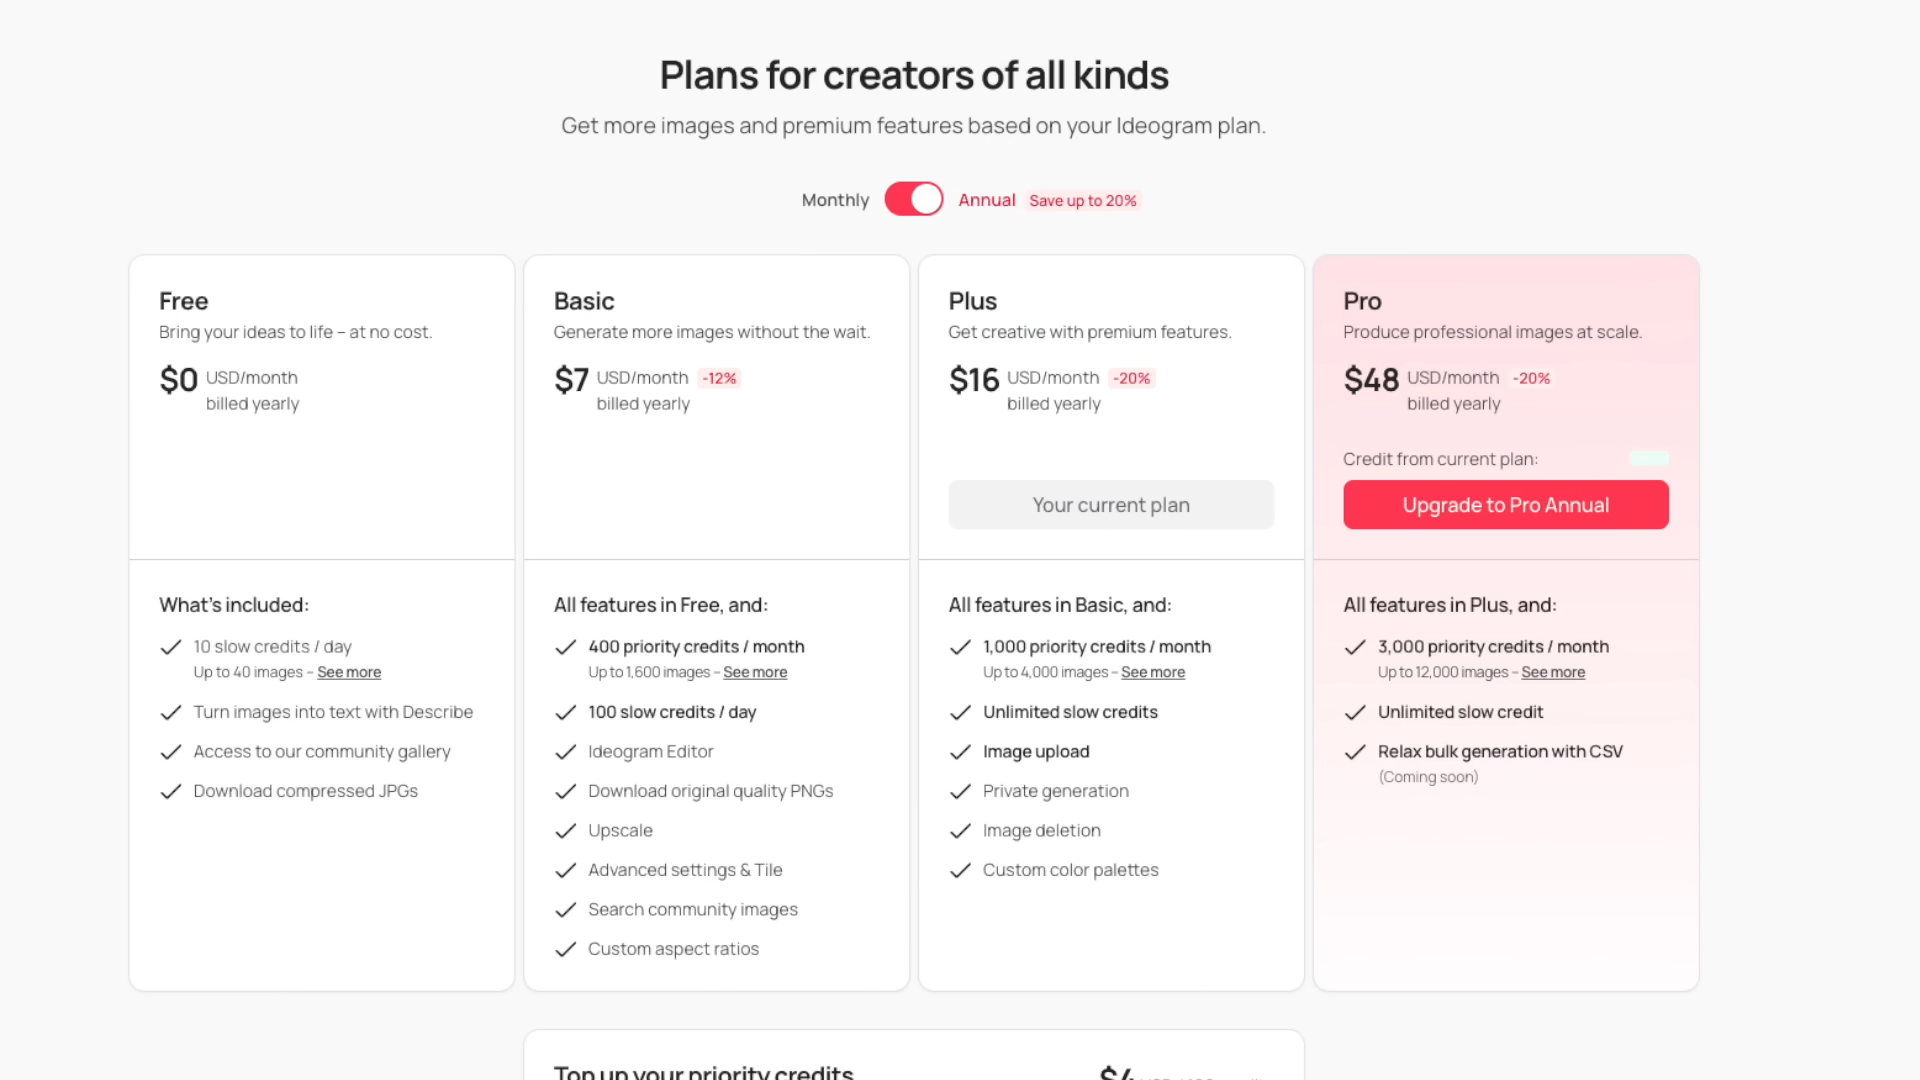 Plans for creators of all kinds
Get more images and premium features based on your Ideogram plan.
Monthly Annual Save up to 20%
Free
Bring your ideas to life – at no cost.
$0 USD/month
billed yearly
What's included:
10 slow credits / day
Up to 40 images – See more
Turn images into text with Describe
Access to our community gallery
Download compressed JPGs
Basic
Generate more images without the wait.
$7 USD/month -12%
billed yearly
All features in Free, and:
400 priority credits / month
Up to 1,600 images – See more
100 slow credits / day
Ideogram Editor
Download original quality PNGs
Upscale
Advanced settings & Tile
Search community images
Custom aspect ratios
Plus
Get creative with premium features.
$16 USD/month -20%
billed yearly
Your current plan
All features in Basic, and:
1,000 priority credits / month
Up to 4,000 images – See more
Unlimited slow credits
Image upload
Private generation
Image deletion
Custom color palettes
Pro
Produce professional images at scale.
$48 USD/month -20%
billed yearly
Credit from current plan:
Upgrade to Pro Annual
All features in Plus, and:
3,000 priority credits / month
Up to 12,000 images – See more
Unlimited slow credit
Relax bulk generation with CSV
(Coming soon)
Top up your priority credits $4